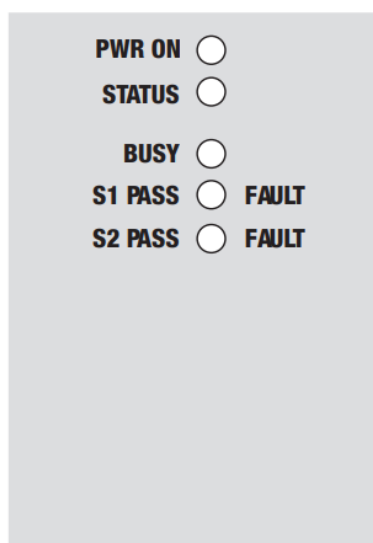 PWR ON
STATUS
BUSY
S1 PASS FAULT
S2 PASS FAULT